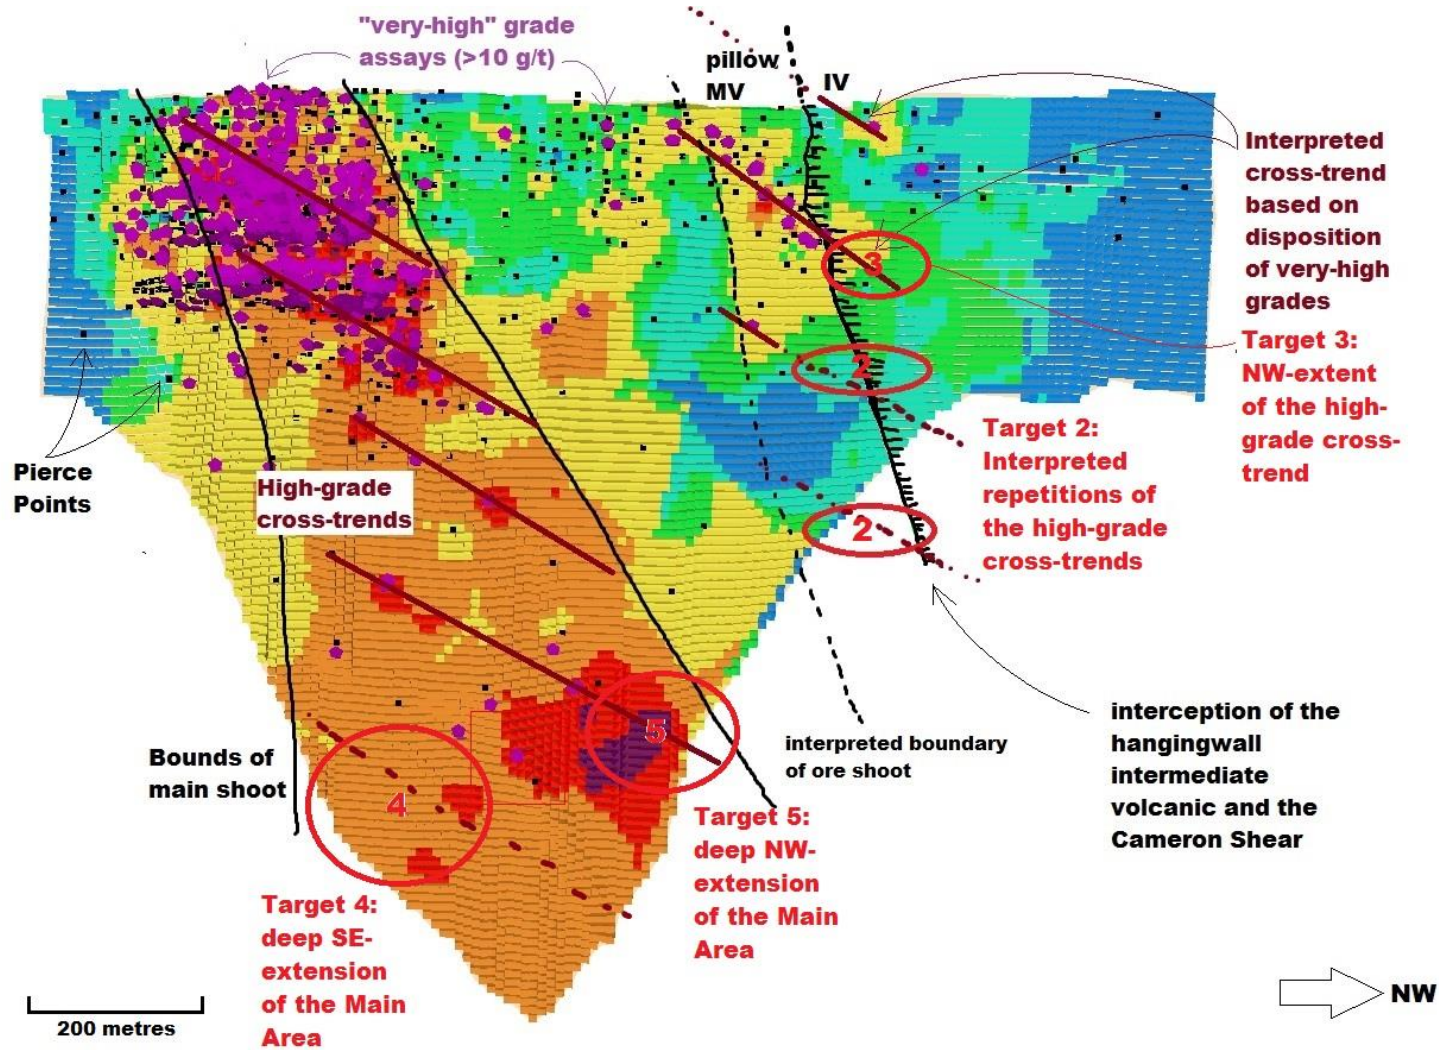 "very-high" grade
assays (>10 g/t)
pillow
MV
IV
Interpreted
cross-trend
based on
disposition
of very-high
grades
Target 3:
NW-extent
of the high-
grade cross-
trend
3
2
2
Target 2:
Interpreted
repetitions of
the high-grade
cross-trends
Pierce
Points
High-grade
cross-trends
interception of the
hangingwall
intermediate
volcanic and the
Cameron Shear
interpreted boundary
of ore shoot
Bounds of
main shoot
5
4
Target 5:
deep NW-
extension
of the Main
Area
Target 4:
deep SE-
extension
of the Main
Area
200 metres
NW